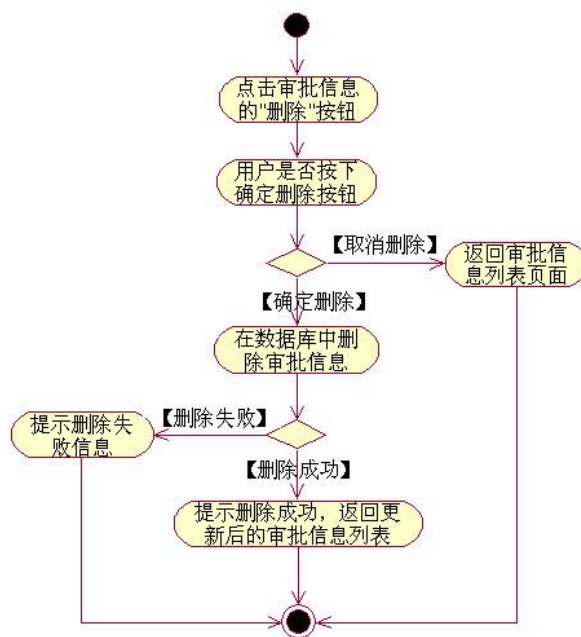 点击审批信息
的"删除"按钮
用户是否按下
确定删除按钮
【取消删除】
返回审批信
息列表页面
【确定删除】
在数据库中删
除审批信息
【删除失败】
提示删除失
败信息
【删除成功】
提示删除成功，返回更
新后的审批信息列表